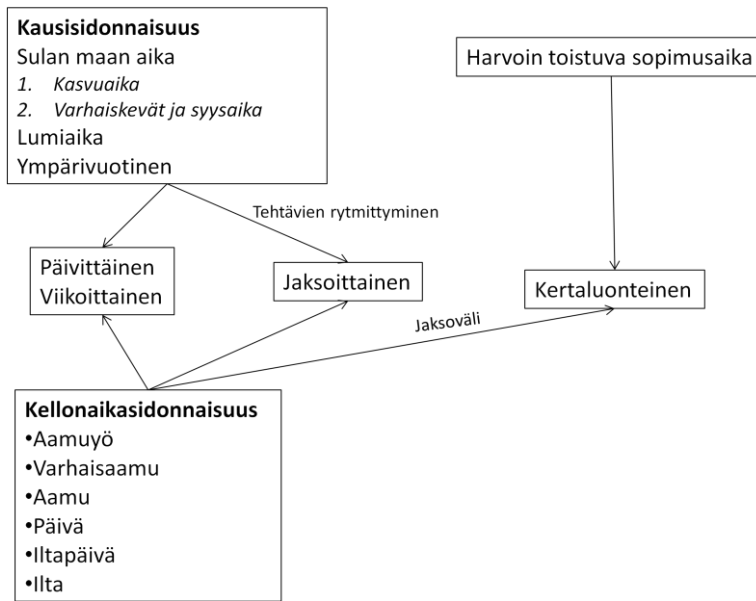 Kausisidonnaisuus
Sulan maan aika
1. Kasvuaika
2. Varhaiskevät ja syysaika
Lumiaika
Ympärivuotinen
Harvoin toistuva sopimusaika
Tehtävien rytmittyminen
Päivittäinen
Viikoittainen
Jaksoittainen
Kertaluonteinen
Jaksoväli
Kellonaikasidonnaisuus
•Aamuyö
•Varhaisaamu
•Aamu
•Päivä
•Iltapäivä
•Ilta